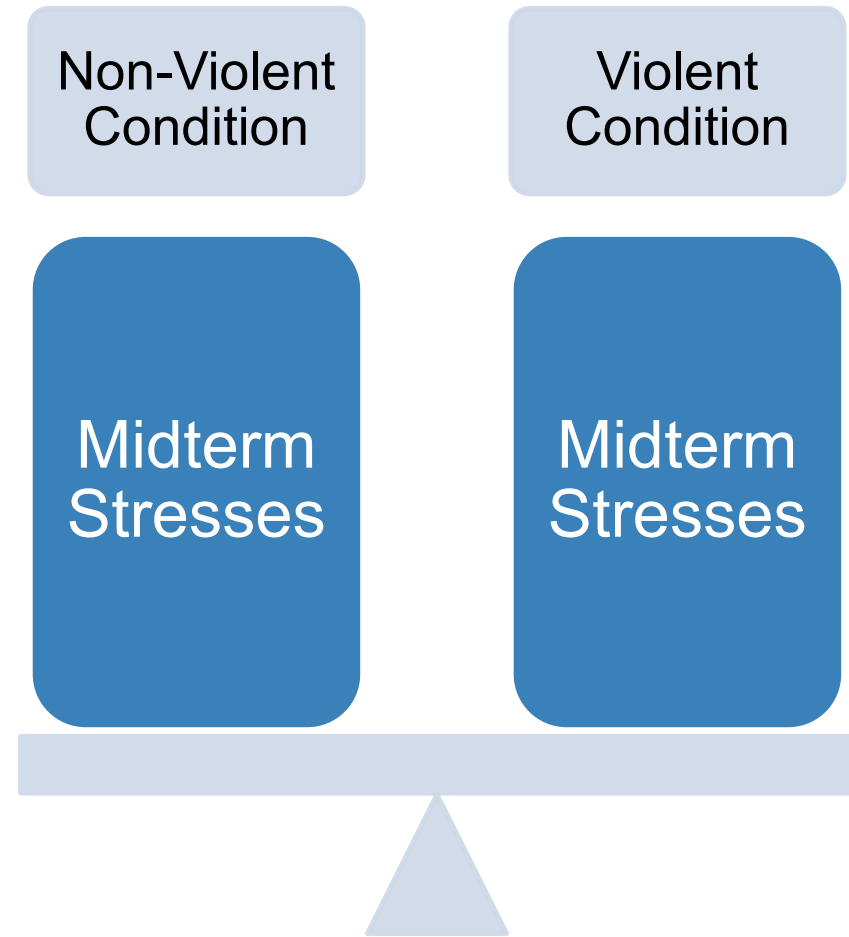 Non-Violent
Condition
Violent
Condition
Midterm
Stresses
Midterm
Stresses